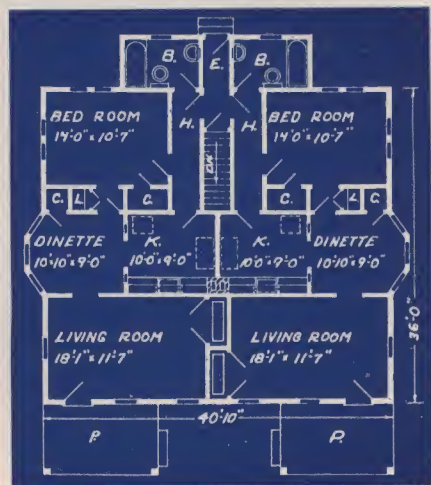 B.
E.
B.
BED ROOM
14'-0" x 10'-7"
H.
H.
BED ROOM
14'-0" x 10'-7"
C.
L.
C.
C.
L.
C.
DINETTE
10'-10" x 9'-0"
K.
10'-0" x 9'-0"
K.
10'-0" x 9'-0"
DINETTE
10'-10" x 9'-0"
LIVING ROOM
18'-1" x 11'-7"
LIVING ROOM
18'-1" x 11'-7"
36'-0"
40'-10"
P.
P.